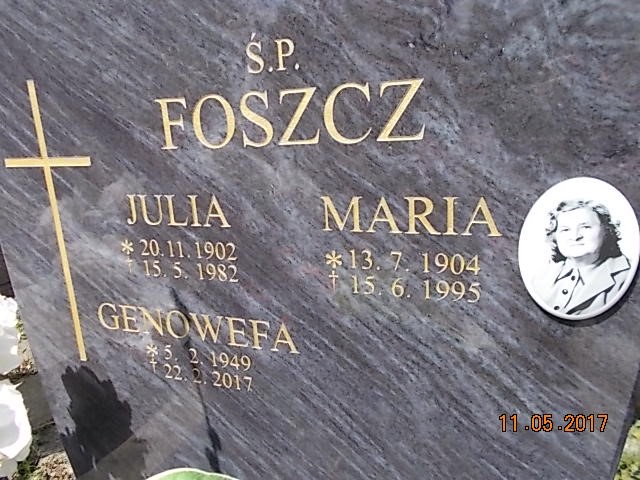 Ś.P.
FOSZCZ
JULIA
* 20.11.1902
† 15.5.1982
MARIA
* 13.7.1904
† 15.6.1995
GENOWEFA
* 5.2.1949
† 22.2.2017
11.05.2017